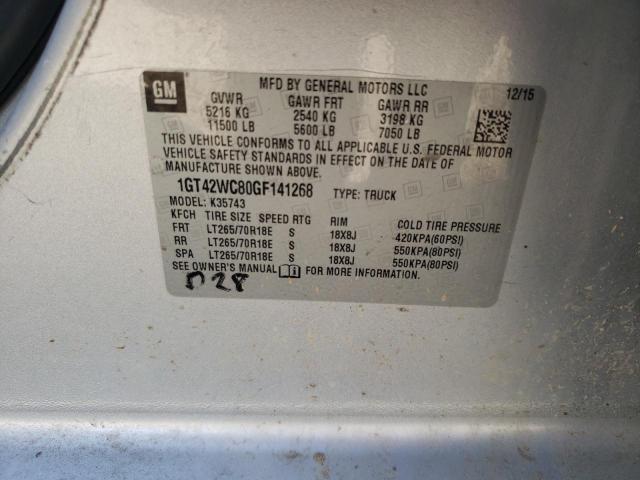 GM
MFD BY GENERAL MOTORS LLC
12/15
GVWR GAWR FRT GAWR RR
5216 KG 2540 KG 3198 KG
11500 LB 5600 LB 7050 LB
THIS VEHICLE CONFORMS TO ALL APPLICABLE U.S. FEDERAL MOTOR
VEHICLE SAFETY STANDARDS IN EFFECT ON THE DATE OF
MANUFACTURE SHOWN ABOVE.
1GT42WC80GF141268 TYPE: TRUCK
MODEL: K35743
KFCH TIRE SIZE SPEED RTG RIM COLD TIRE PRESSURE
FRT LT265/70R18E S 18X8J 420KPA(60PSI)
RR LT265/70R18E S 18X8J 550KPA(80PSI)
SPA LT265/70R18E S 18X8J 550KPA(80PSI)
SEE OWNER'S MANUAL FOR MORE INFORMATION.
D28